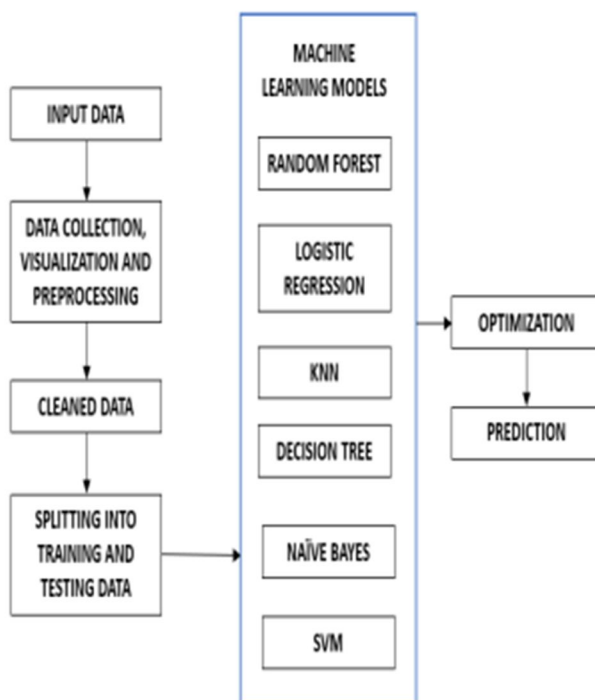 INPUT DATA
DATA COLLECTION,
VISUALIZATION AND
PREPROCESSING
CLEANED DATA
SPLITTING INTO
TRAINING AND
TESTING DATA
MACHINE
LEARNING MODELS
RANDOM FOREST
LOGISTIC
REGRESSION
KNN
DECISION TREE
NAÏVE BAYES
SVM
OPTIMIZATION
PREDICTION